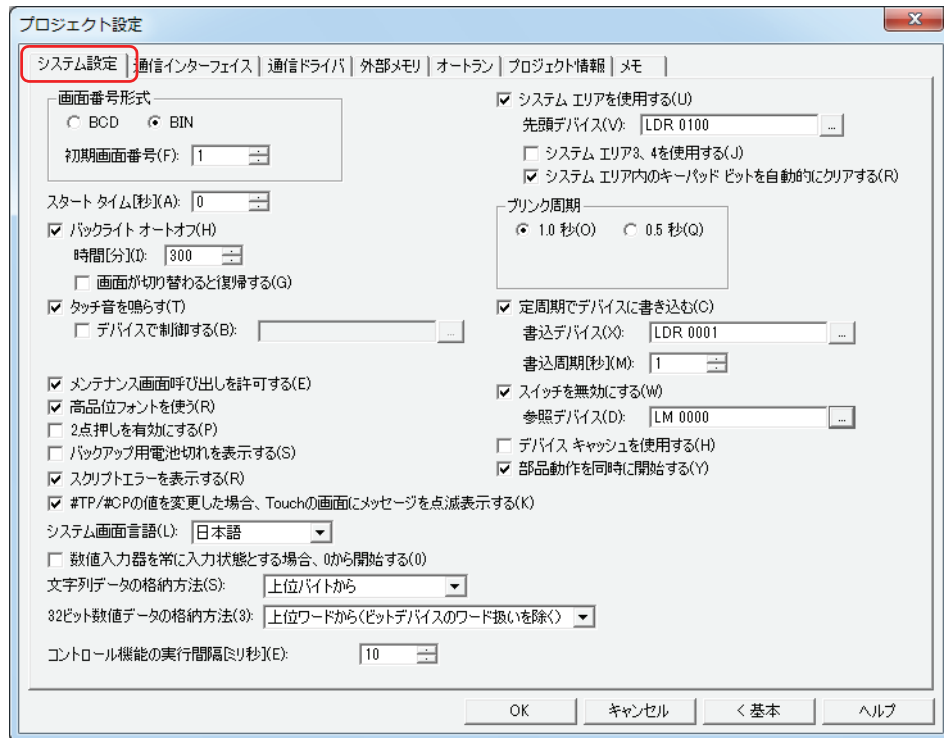 プロジェクト設定
システム設定 通信インターフェイス 通信ドライバ 外部メモリ オートラン プロジェクト情報 メモ
画面番号形式
BCD BIN
初期画面番号(F): 1
スタート タイム[秒](A): 0
バックライト オートオフ(H)
時間[分](I): 300
画面が切り替わると復帰する(G)
タッチ音を鳴らす(T)
デバイスで制御する(B): ...
メンテナンス画面呼び出しを許可する(E)
高品位フォントを使う(R)
2点押しを有効にする(P)
バックアップ用電池切れを表示する(S)
スクリプトエラーを表示する(R)
#TP/#CPの値を変更した場合、Touchの画面にメッセージを点滅表示する(K)
システム画面言語(L): 日本語
数値入力器を常に入力状態とする場合、0から開始する(0)
文字列データの格納方法(S): 上位バイトから
32ビット数値データの格納方法(3): 上位ワードから(ビットデバイスのワード扱いを除く)
コントロール機能の実行間隔[ミリ秒](E): 10
システム エリアを使用する(U)
先頭デバイス(V): LDR 0100 ...
システム エリア3、4を使用する(J)
システム エリア内のキーパッド ビットを自動的にクリアする(R)
ブリンク周期
1.0 秒(O) 0.5 秒(Q)
定周期でデバイスに書き込む(C)
書込デバイス(X): LDR 0001 ...
書込周期[秒](M): 1
スイッチを無効にする(W)
参照デバイス(D): LM 0000 ...
デバイス キャッシュを使用する(H)
部品動作を同時に開始する(Y)
OK キャンセル < 基本 ヘルプ